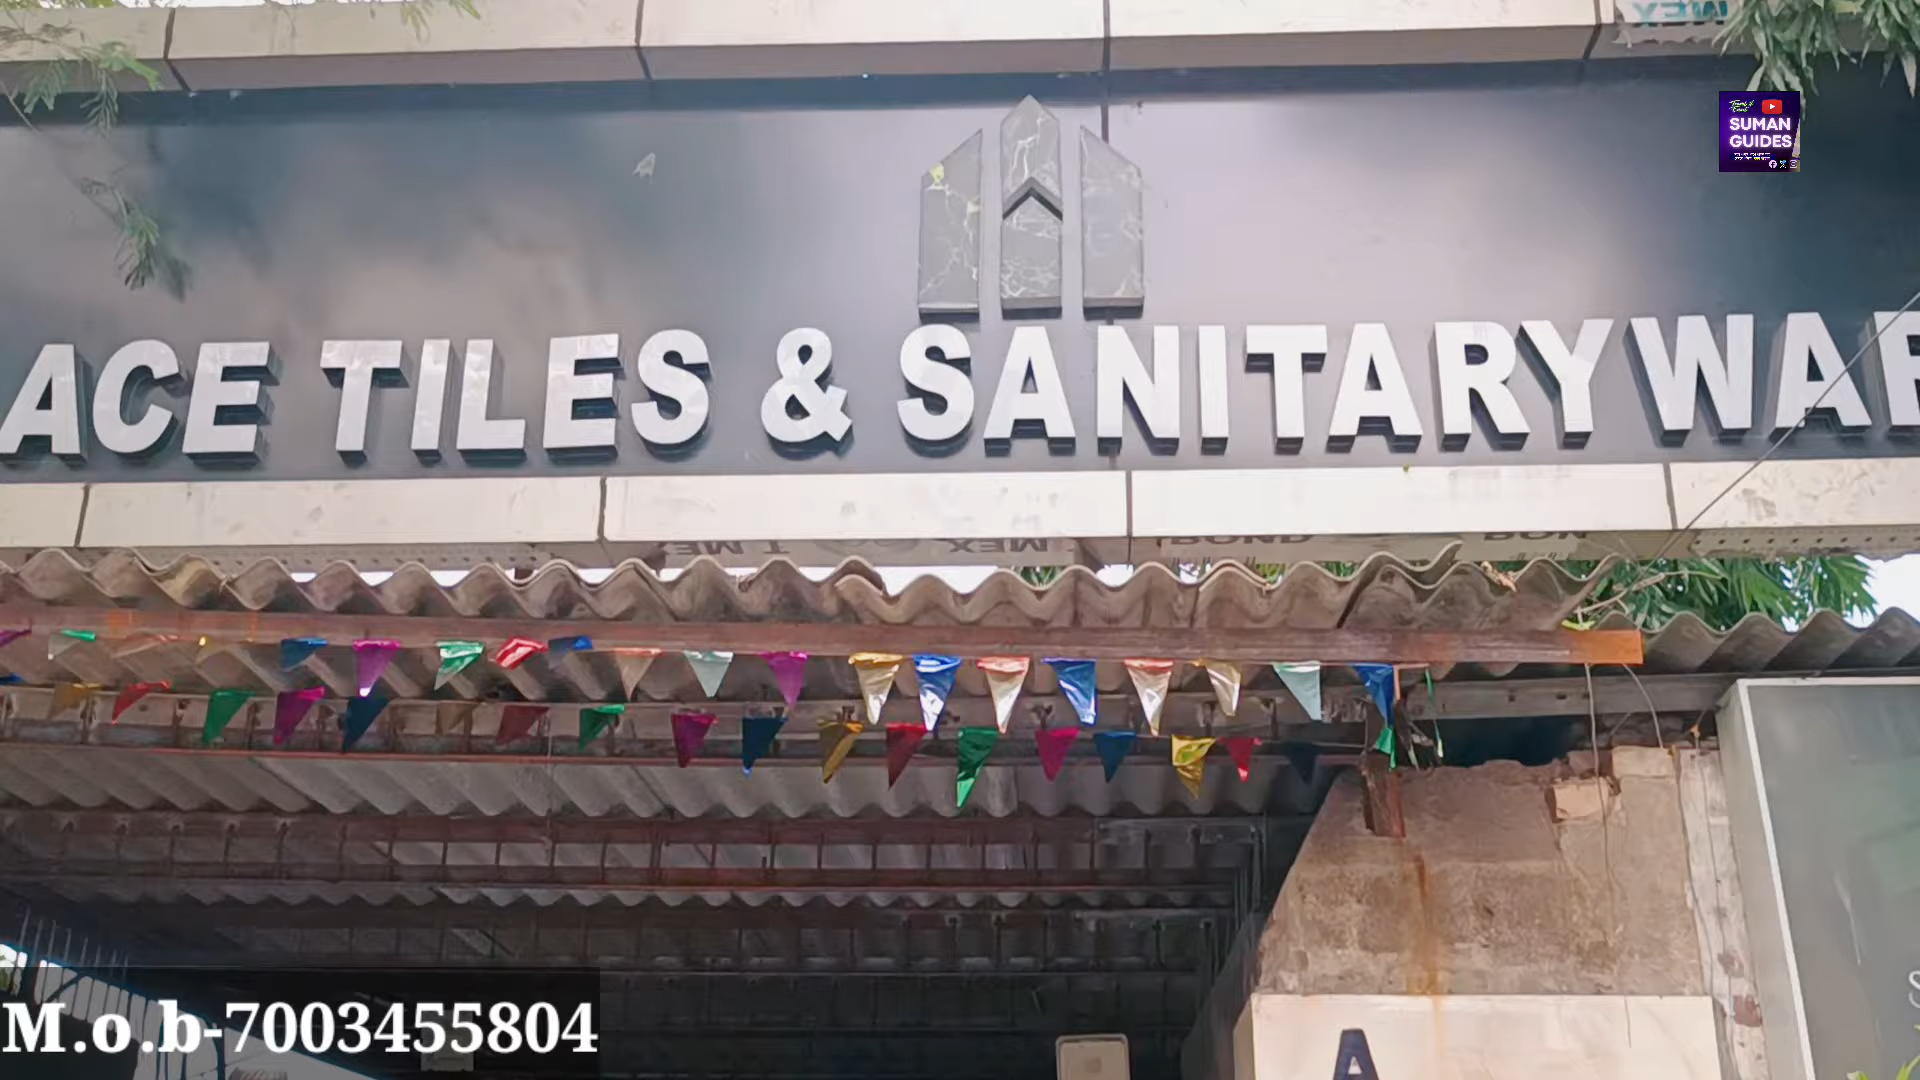 SUMAN
GUIDES
ACE TILES & SANITARYWAR
M.o.b-7003455804
A